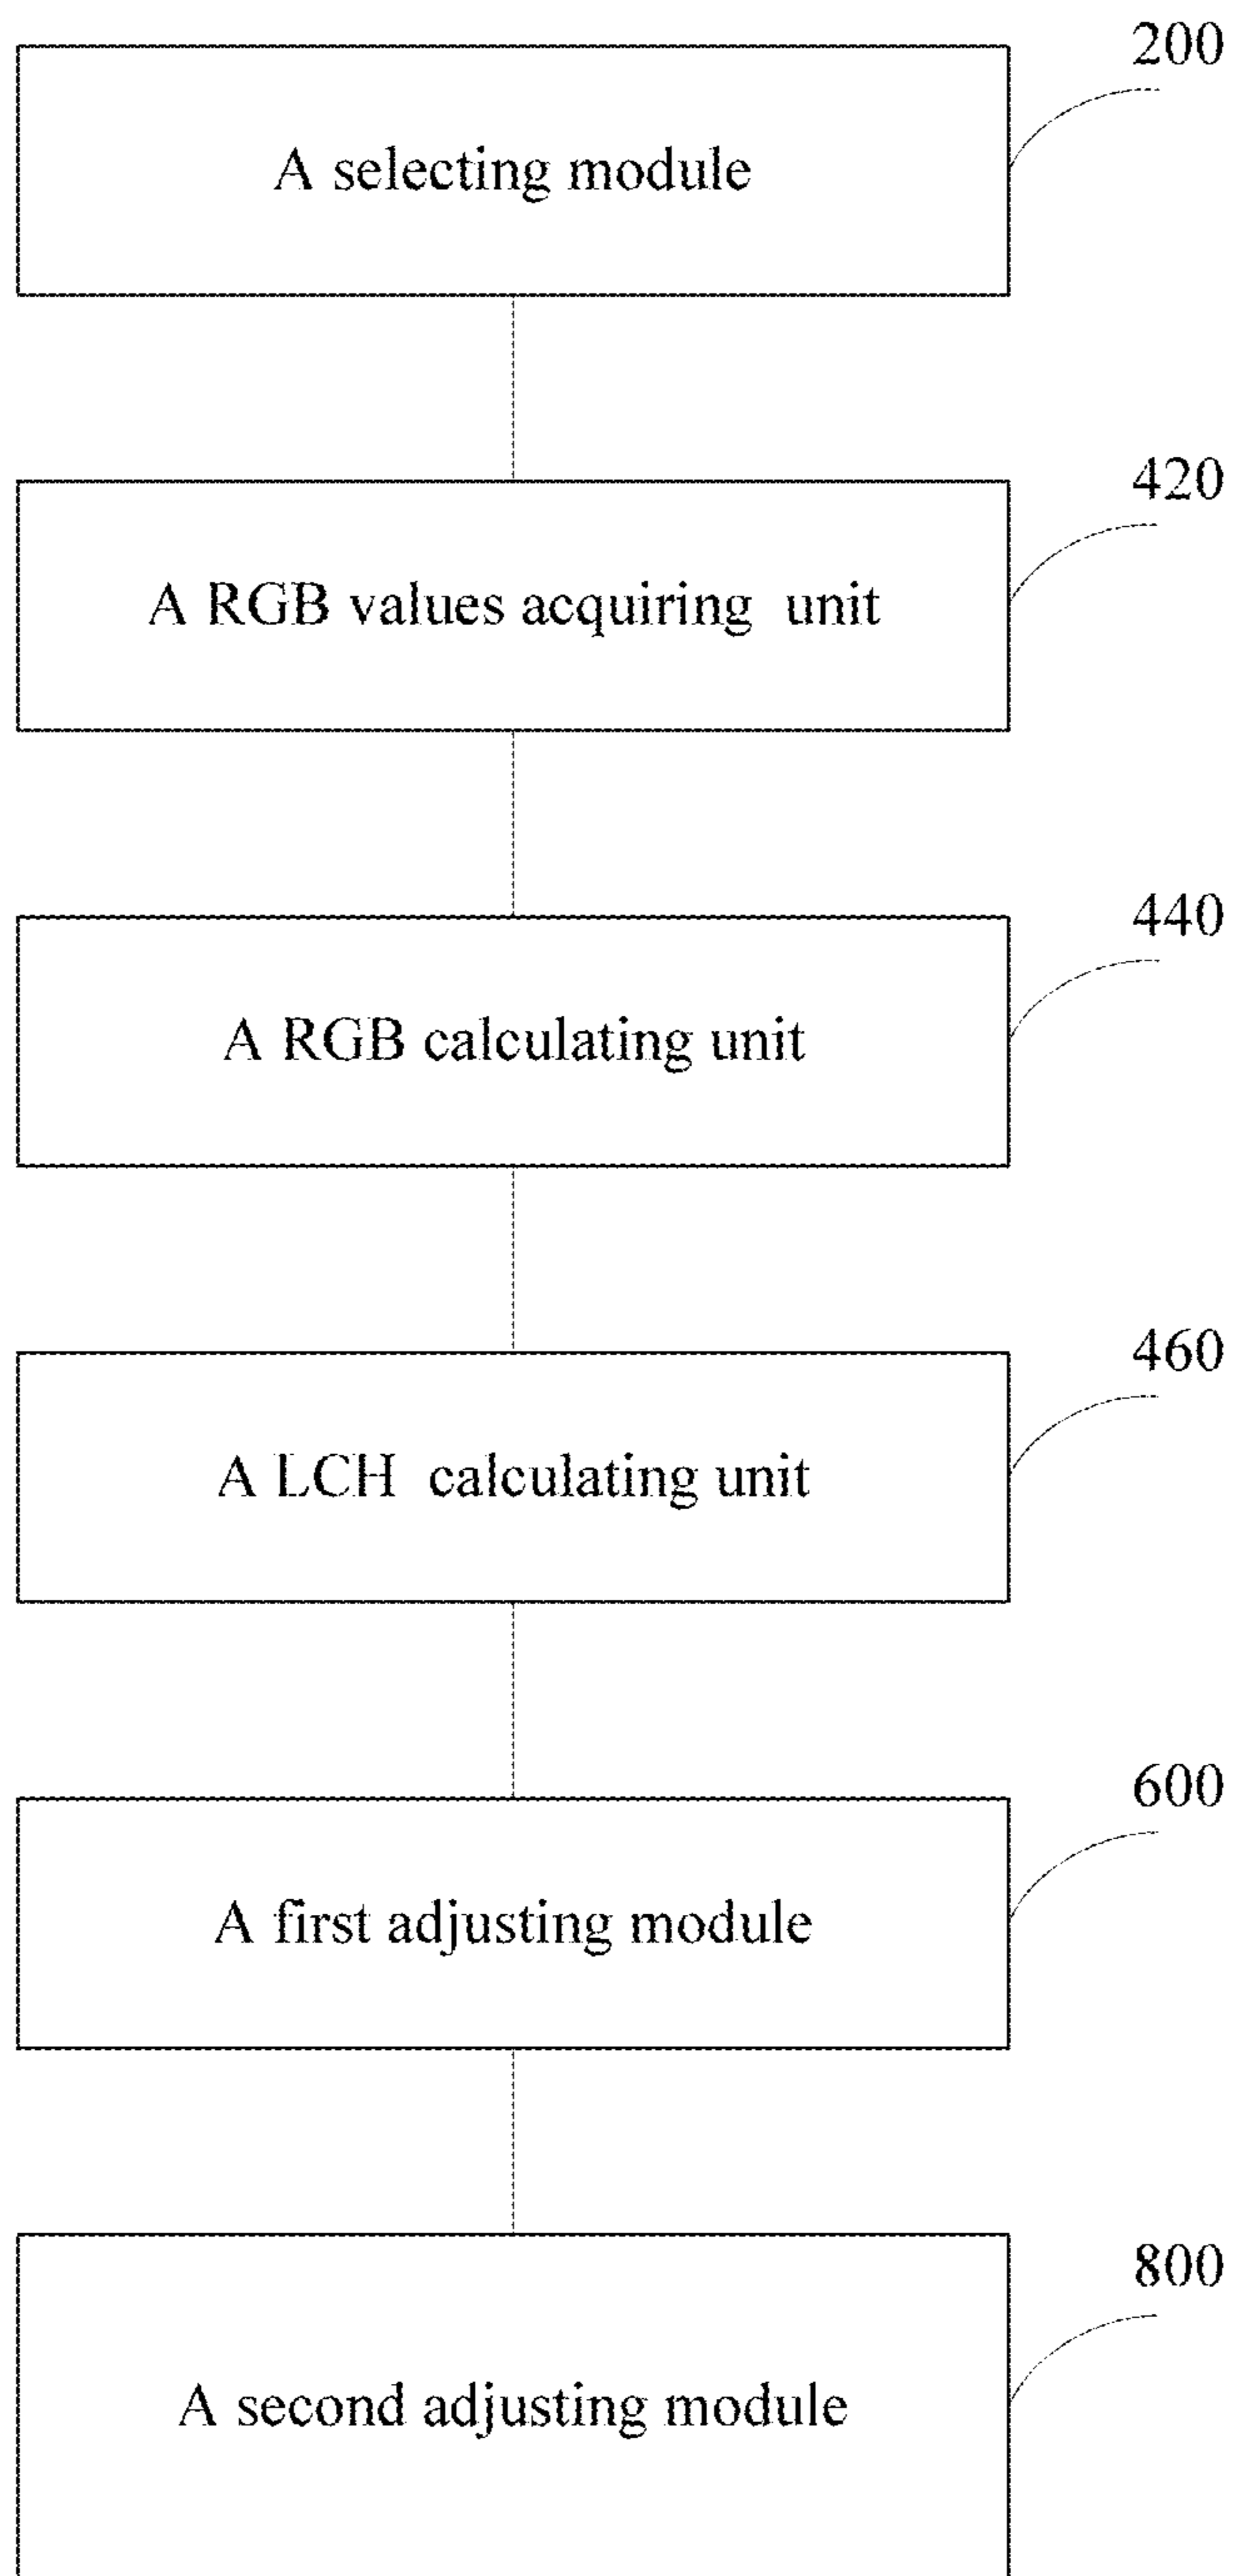 200
A selecting module
420
A RGB values acquiring unit
440
A RGB calculating unit
460
A LCH calculating unit
600
A first adjusting module
800
A second adjusting module